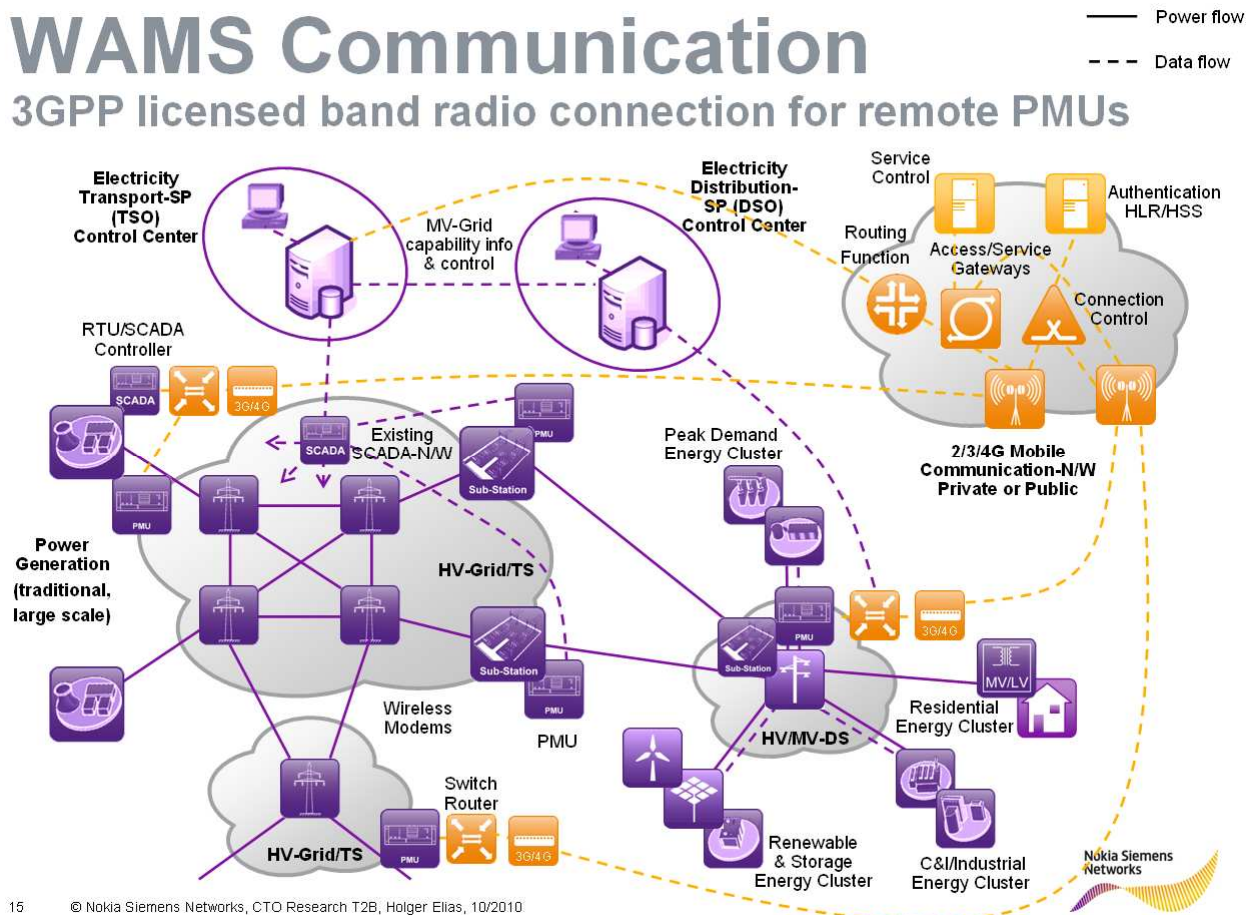 WAMS Communication
3GPP licensed band radio connection for remote PMUs
Power flow
Data flow
Electricity
Transport-SP
(TSO)
Control Center
MV-Grid
capability info
& control
Electricity
Distribution-
SP (DSO)
Control Center
Service
Control
Authentication
HLR/HSS
Routing
Function
Access/Service
Gateways
Connection
Control
RTU/SCADA
Controller
SCADA
3G/4G
SCADA
Existing
SCADA-N/W
PMU
Sub-Station
PMU
Peak Demand
Energy Cluster
2/3/4G Mobile
Communication-N/W
Private or Public
Power
Generation
(traditional,
large scale)
HV-Grid/TS
Sub-Station
PMU
PMU
Wireless
Modems
Sub-Station
PMU
3G/4G
MV/LV
Residential
Energy Cluster
HV/MV-DS
HV-Grid/TS
PMU
Switch
Router
3G/4G
Renewable
& Storage
Energy Cluster
C&I/Industrial
Energy Cluster
Nokia Siemens
Networks
15 © Nokia Siemens Networks, CTO Research T2B, Holger Elias, 10/2010